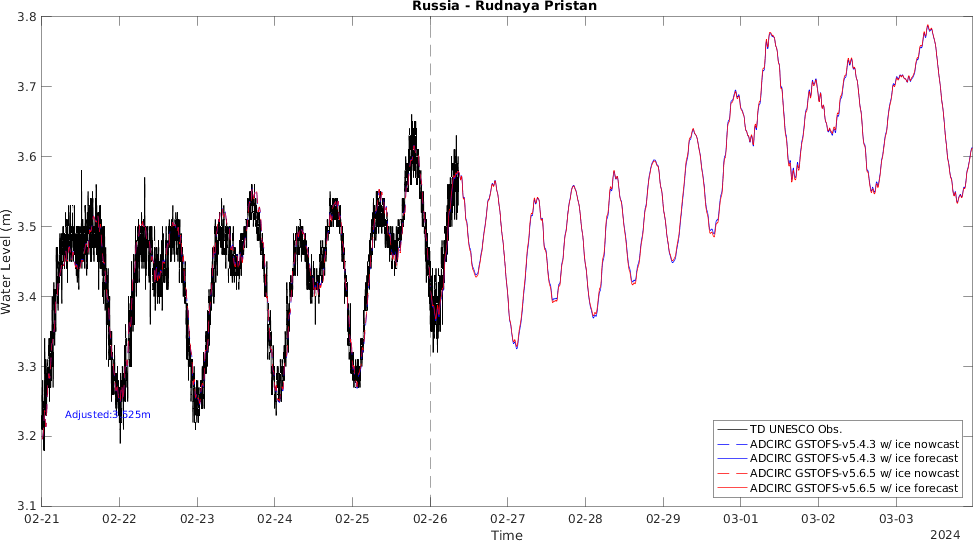 Russia - Rudnaya Pristan
3.8
3.7
3.6
3.5
3.4
3.3
3.2
3.1
Water Level (m)
Adjusted:3.525m
TD UNESCO Obs.
ADCIRC GSTOFS-v5.4.3 w/ ice nowcast
ADCIRC GSTOFS-v5.4.3 w/ ice forecast
ADCIRC GSTOFS-v5.6.5 w/ ice nowcast
ADCIRC GSTOFS-v5.6.5 w/ ice forecast
02-21 02-22 02-23 02-24 02-25 02-26 02-27 02-28 02-29 03-01 03-02 03-03
Time
2024